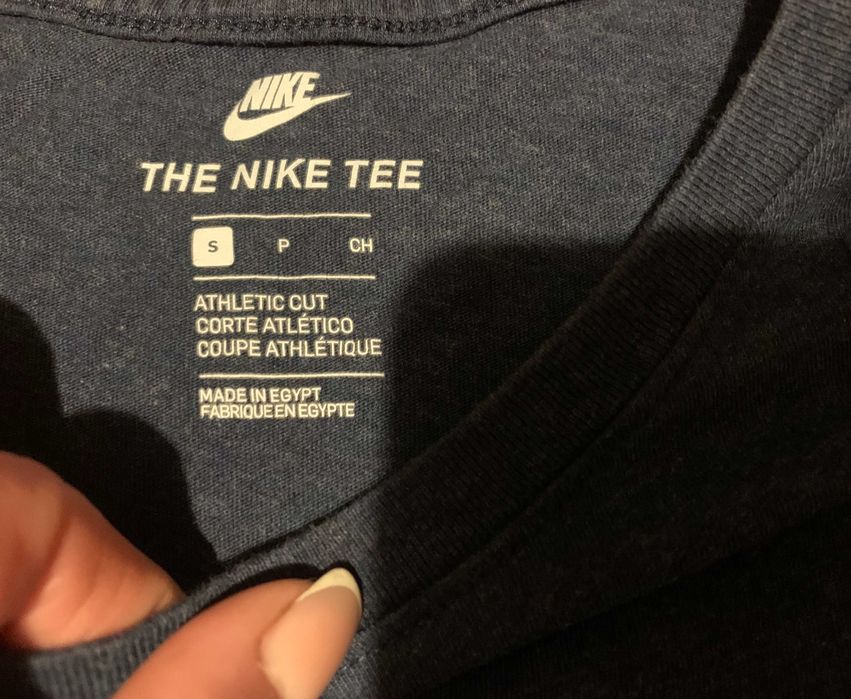 NIKE
THE NIKE TEE
S P CH
ATHLETIC CUT
CORTE ATLÉTICO
COUPE ATHLÉTIQUE
MADE IN EGYPT
FABRIQUE EN EGYPTE